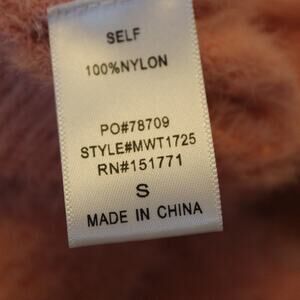 SELF
100%NYLON
PO#78709
STYLE#MWT1725
RN#151771
S
MADE IN CHINA